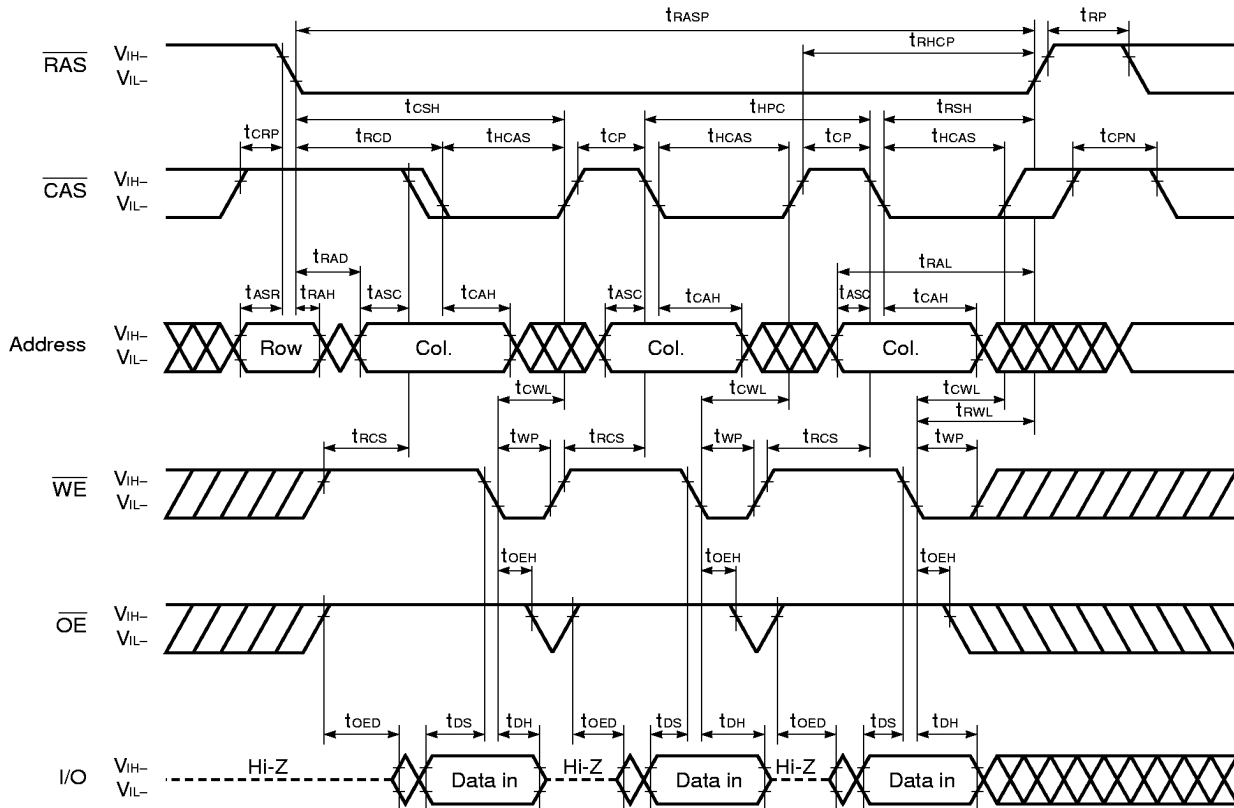 tRASP tRP
tRHCP
RAS VIH–
VIL–
tCSH tHPC tRSH
tCRP tRCD tHCAS tCP tHCAS tCP tHCAS tCPN
CAS VIH–
VIL–
tRAD tRAL
tASR tRAH tASC tCAH tASC tCAH tASC tCAH
Address VIH–
VIL–
Row Col. Col. Col.
tCWL tCWL tCWL
tRWL
tRCS tWP tRCS tWP tRCS tWP
WE VIH–
VIL–
tOEH tOEH tOEH
OE VIH–
VIL–
tOED tDS tDH tOED tDS tDH tOED tDS tDH
I/O VIH–
VIL–
Hi-Z Data in Hi-Z Data in Hi-Z Data in